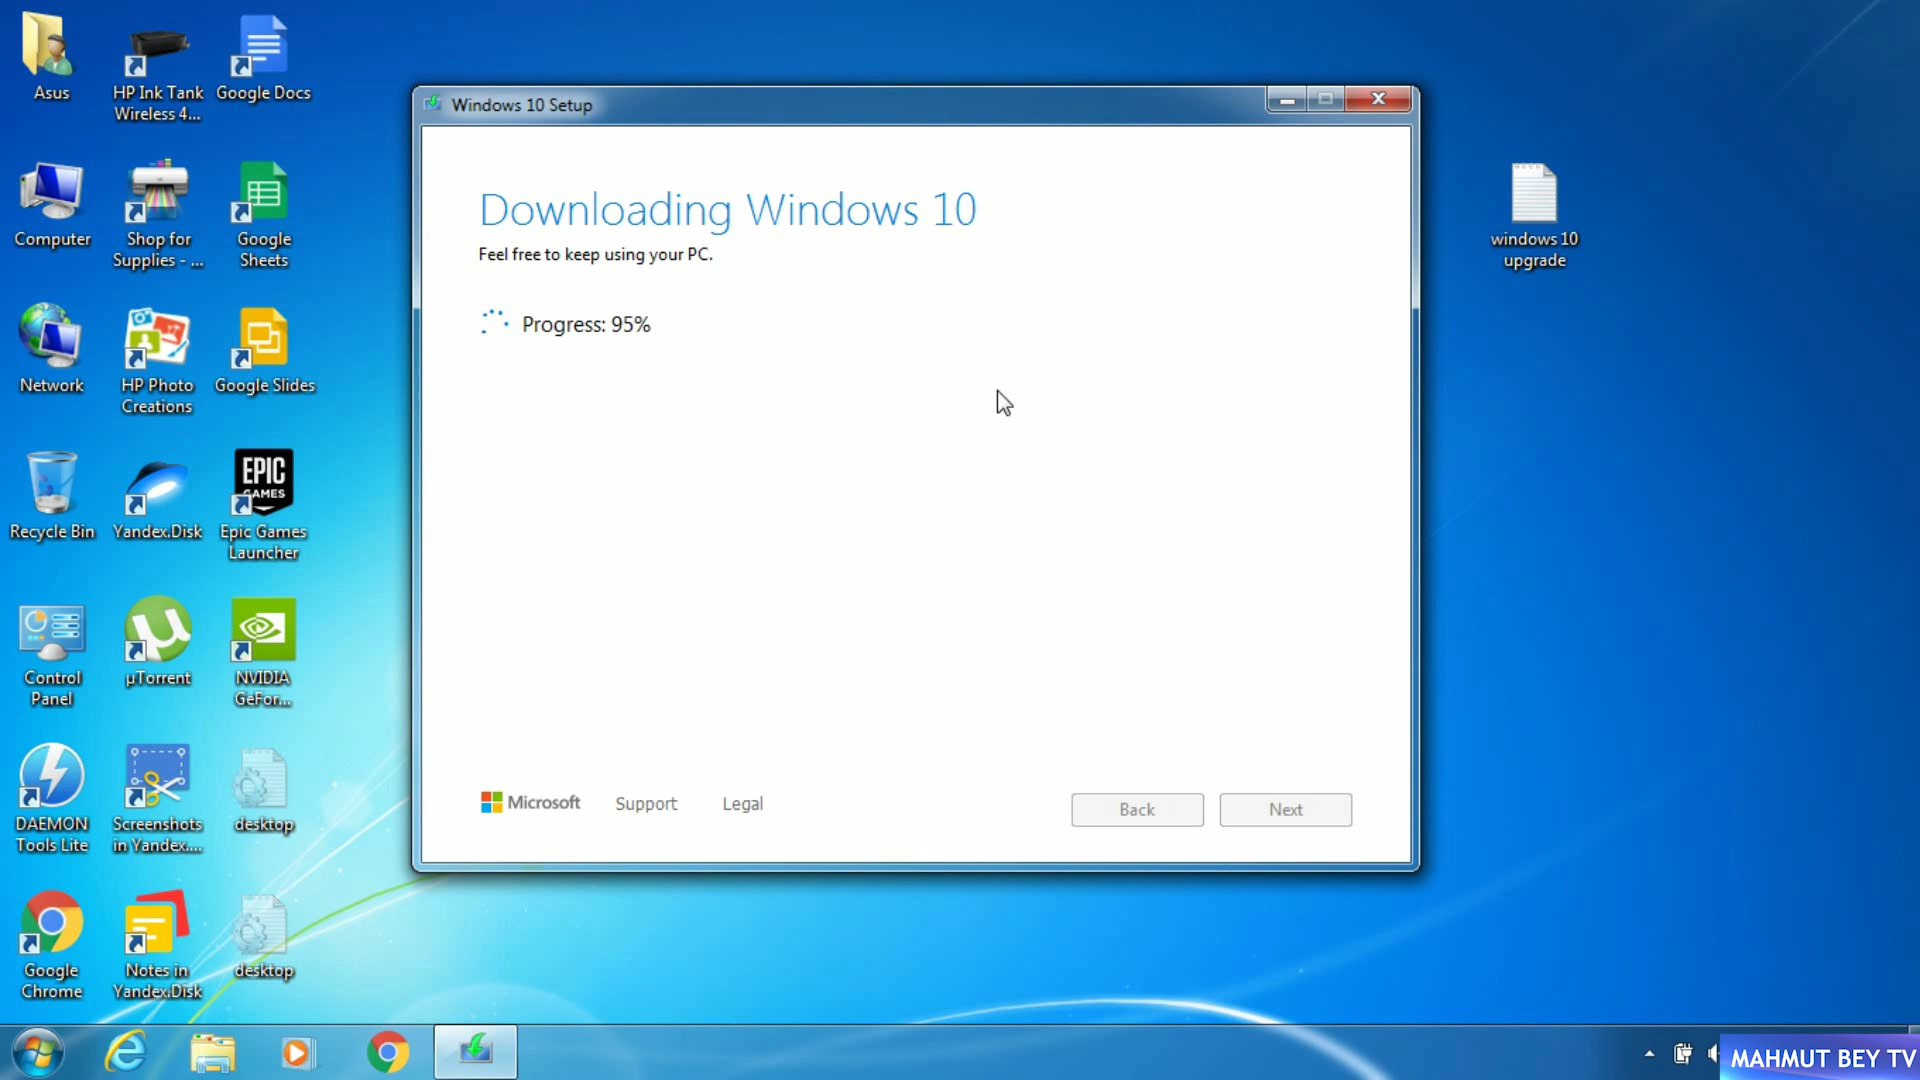 Asus
HP Ink Tank
Wireless 4...
Google Docs
Computer
Shop for
Supplies - ...
Google
Sheets
Network
HP Photo
Creations
Google Slides
Recycle Bin
Yandex.Disk
EPIC
GAMES
Epic Games
Launcher
Control
Panel
µTorrent
NVIDIA
GeFor...
DAEMON
Tools Lite
Screenshots
in Yandex....
desktop
Google
Chrome
Notes in
Yandex.Disk
desktop
Windows 10 Setup
Downloading Windows 10
Feel free to keep using your PC.
Progress: 95%
Microsoft
Support
Legal
Back
Next
windows 10
upgrade
MAHMUT BEY TV